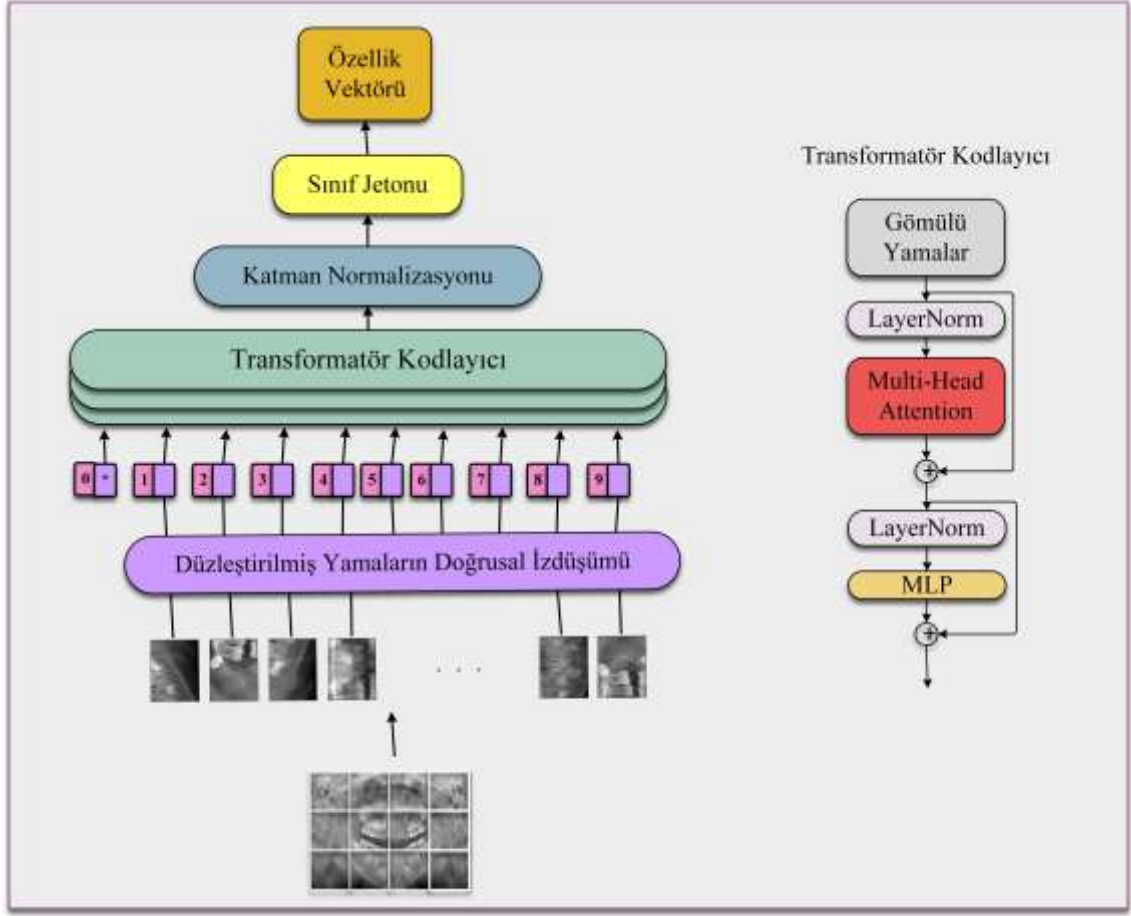 Özellik
Vektörü
Sınıf Jetonu
Katman Normalizasyonu
Transformatör Kodlayıcı
0 *
1
2
3
4
5
6
7
8
9
Düzleştirilmiş Yamaların Doğrusal İzdüşümü
. . .
Transformatör Kodlayıcı
Gömülü
Yamalar
LayerNorm
Multi-Head
Attention
+
LayerNorm
MLP
+